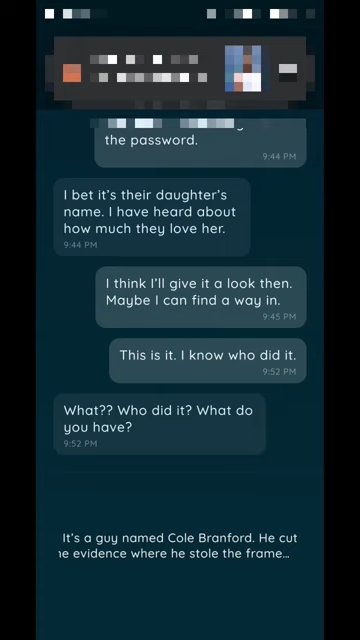 the password.
9:44 PM
I bet it's their daughter's
name. I have heard about
how much they love her.
9:44 PM
I think I'll give it a look then.
Maybe I can find a way in.
9:45 PM
This is it. I know who did it.
9:52 PM
What?? Who did it? What do
you have?
9:52 PM
It's a guy named Cole Branford. He cut
evidence where he stole the frame...